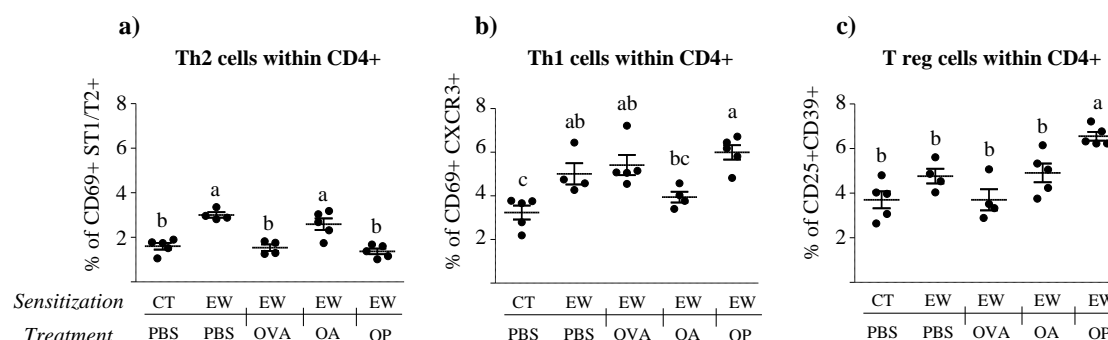 a)
b)
c)
Th2 cells within CD4+
Th1 cells within CD4+
T reg cells within CD4+
% of CD69+ ST1/T2+
8
6
4
2
b
a
b
a
b
% of CD69+ CXCR3+
8
6
4
2
c
ab
ab
bc
a
% of CD25+CD39+
8
6
4
2
b
b
b
b
a
Sensitization CT EW EW EW EW
CT EW EW EW EW
CT EW EW EW EW
Treatment PBS PBS OVA OA OP
PBS PBS OVA OA OP
PBS PBS OVA OA OP